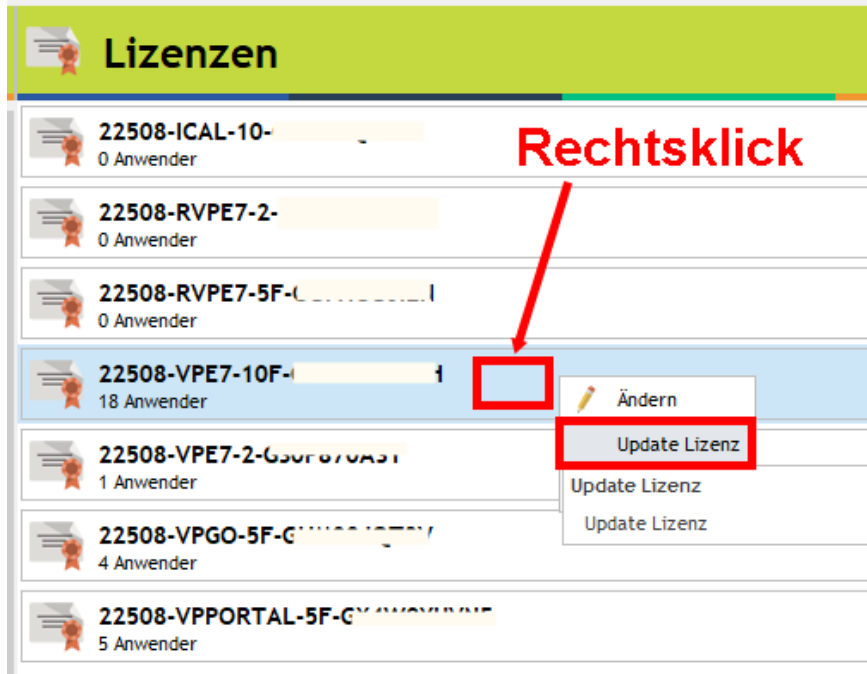 Lizenzen
22508-ICAL-10-
0 Anwender
Rechtsklick
22508-RVPE7-2-
0 Anwender
22508-RVPE7-5F-
0 Anwender
22508-VPE7-10F-
18 Anwender
Ändern
Update Lizenz
22508-VPE7-2-
1 Anwender
Update Lizenz
Update Lizenz
22508-VPGO-5F-
4 Anwender
22508-VPPORTAL-5F-
5 Anwender